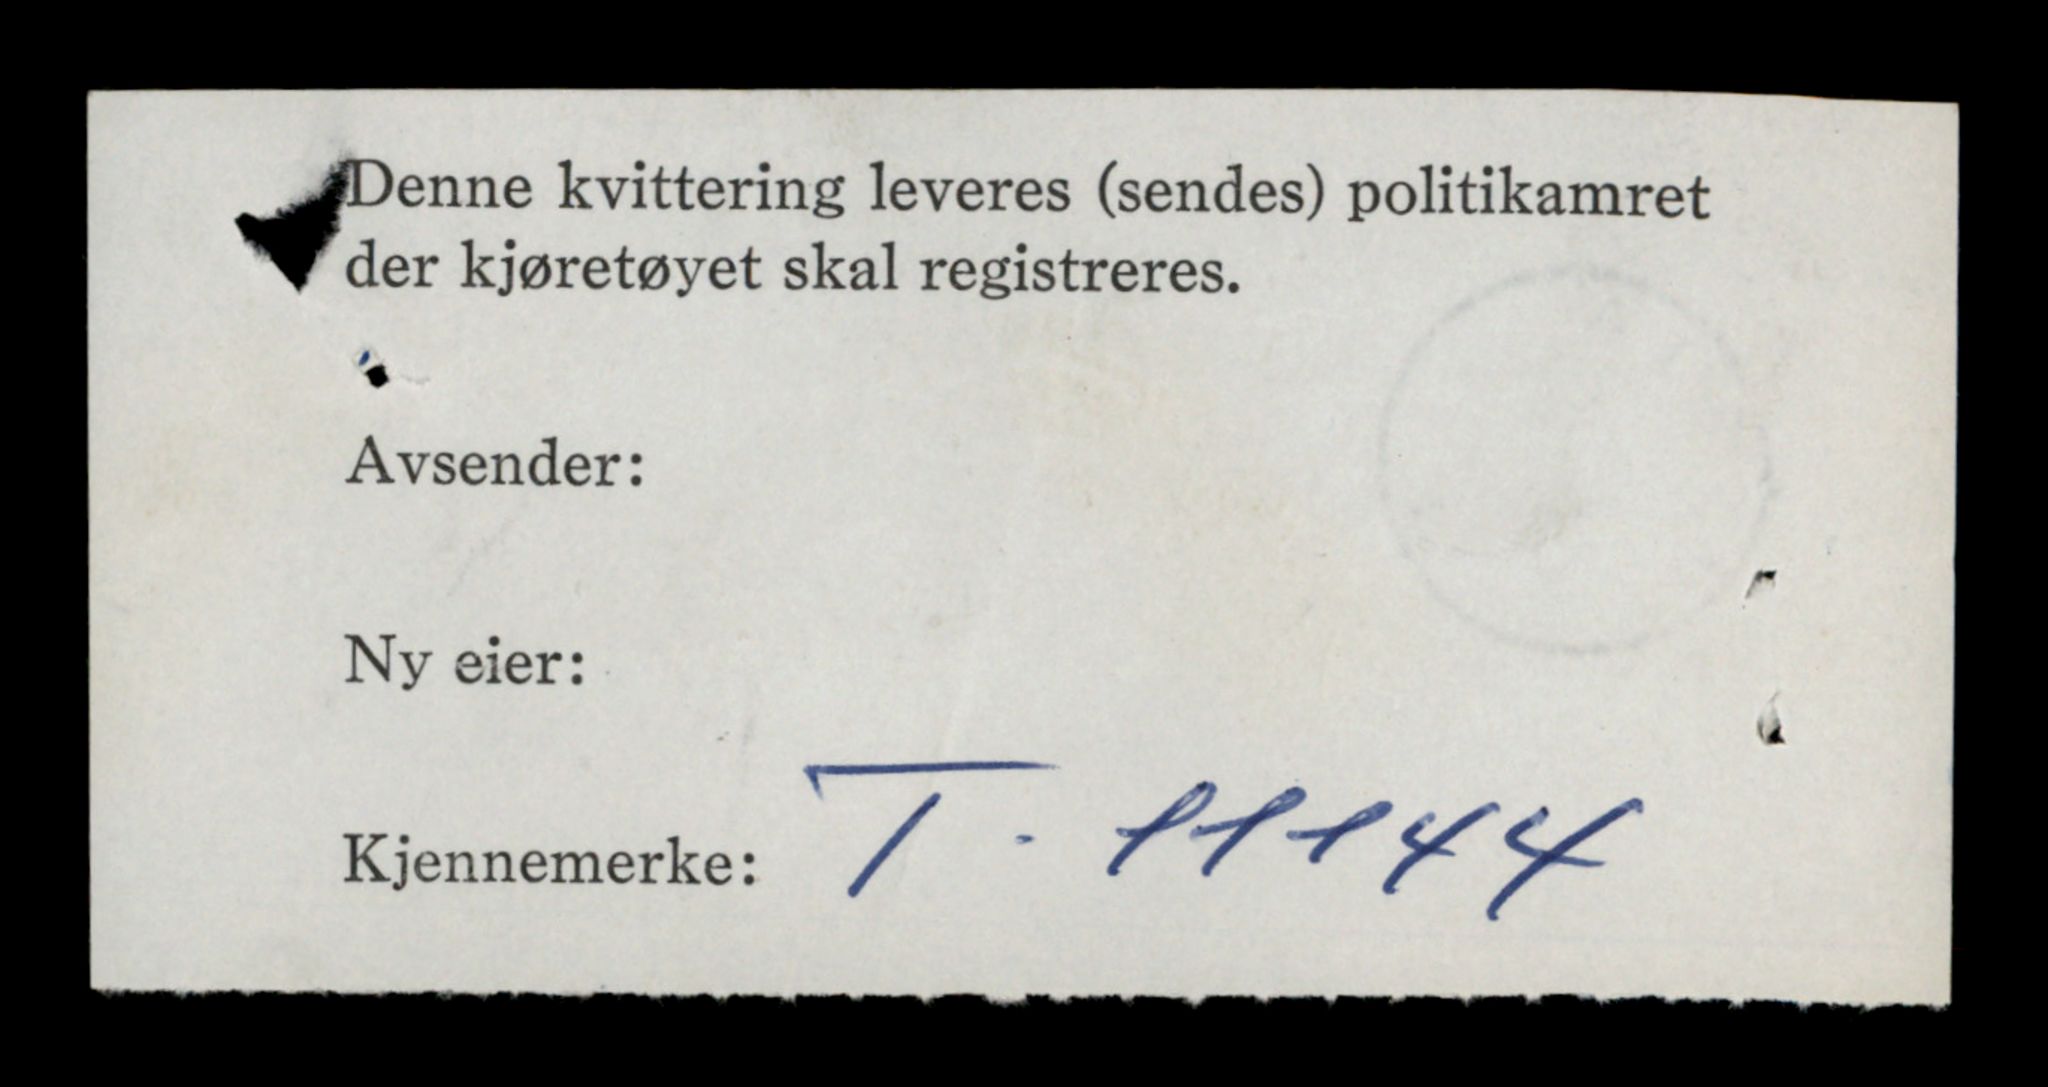 Denne kvittering leveres (sendes) politikamret
der kjøretøyet skal registreres.
Avsender:
Ny eier:
Kjennemerke: T. 11144